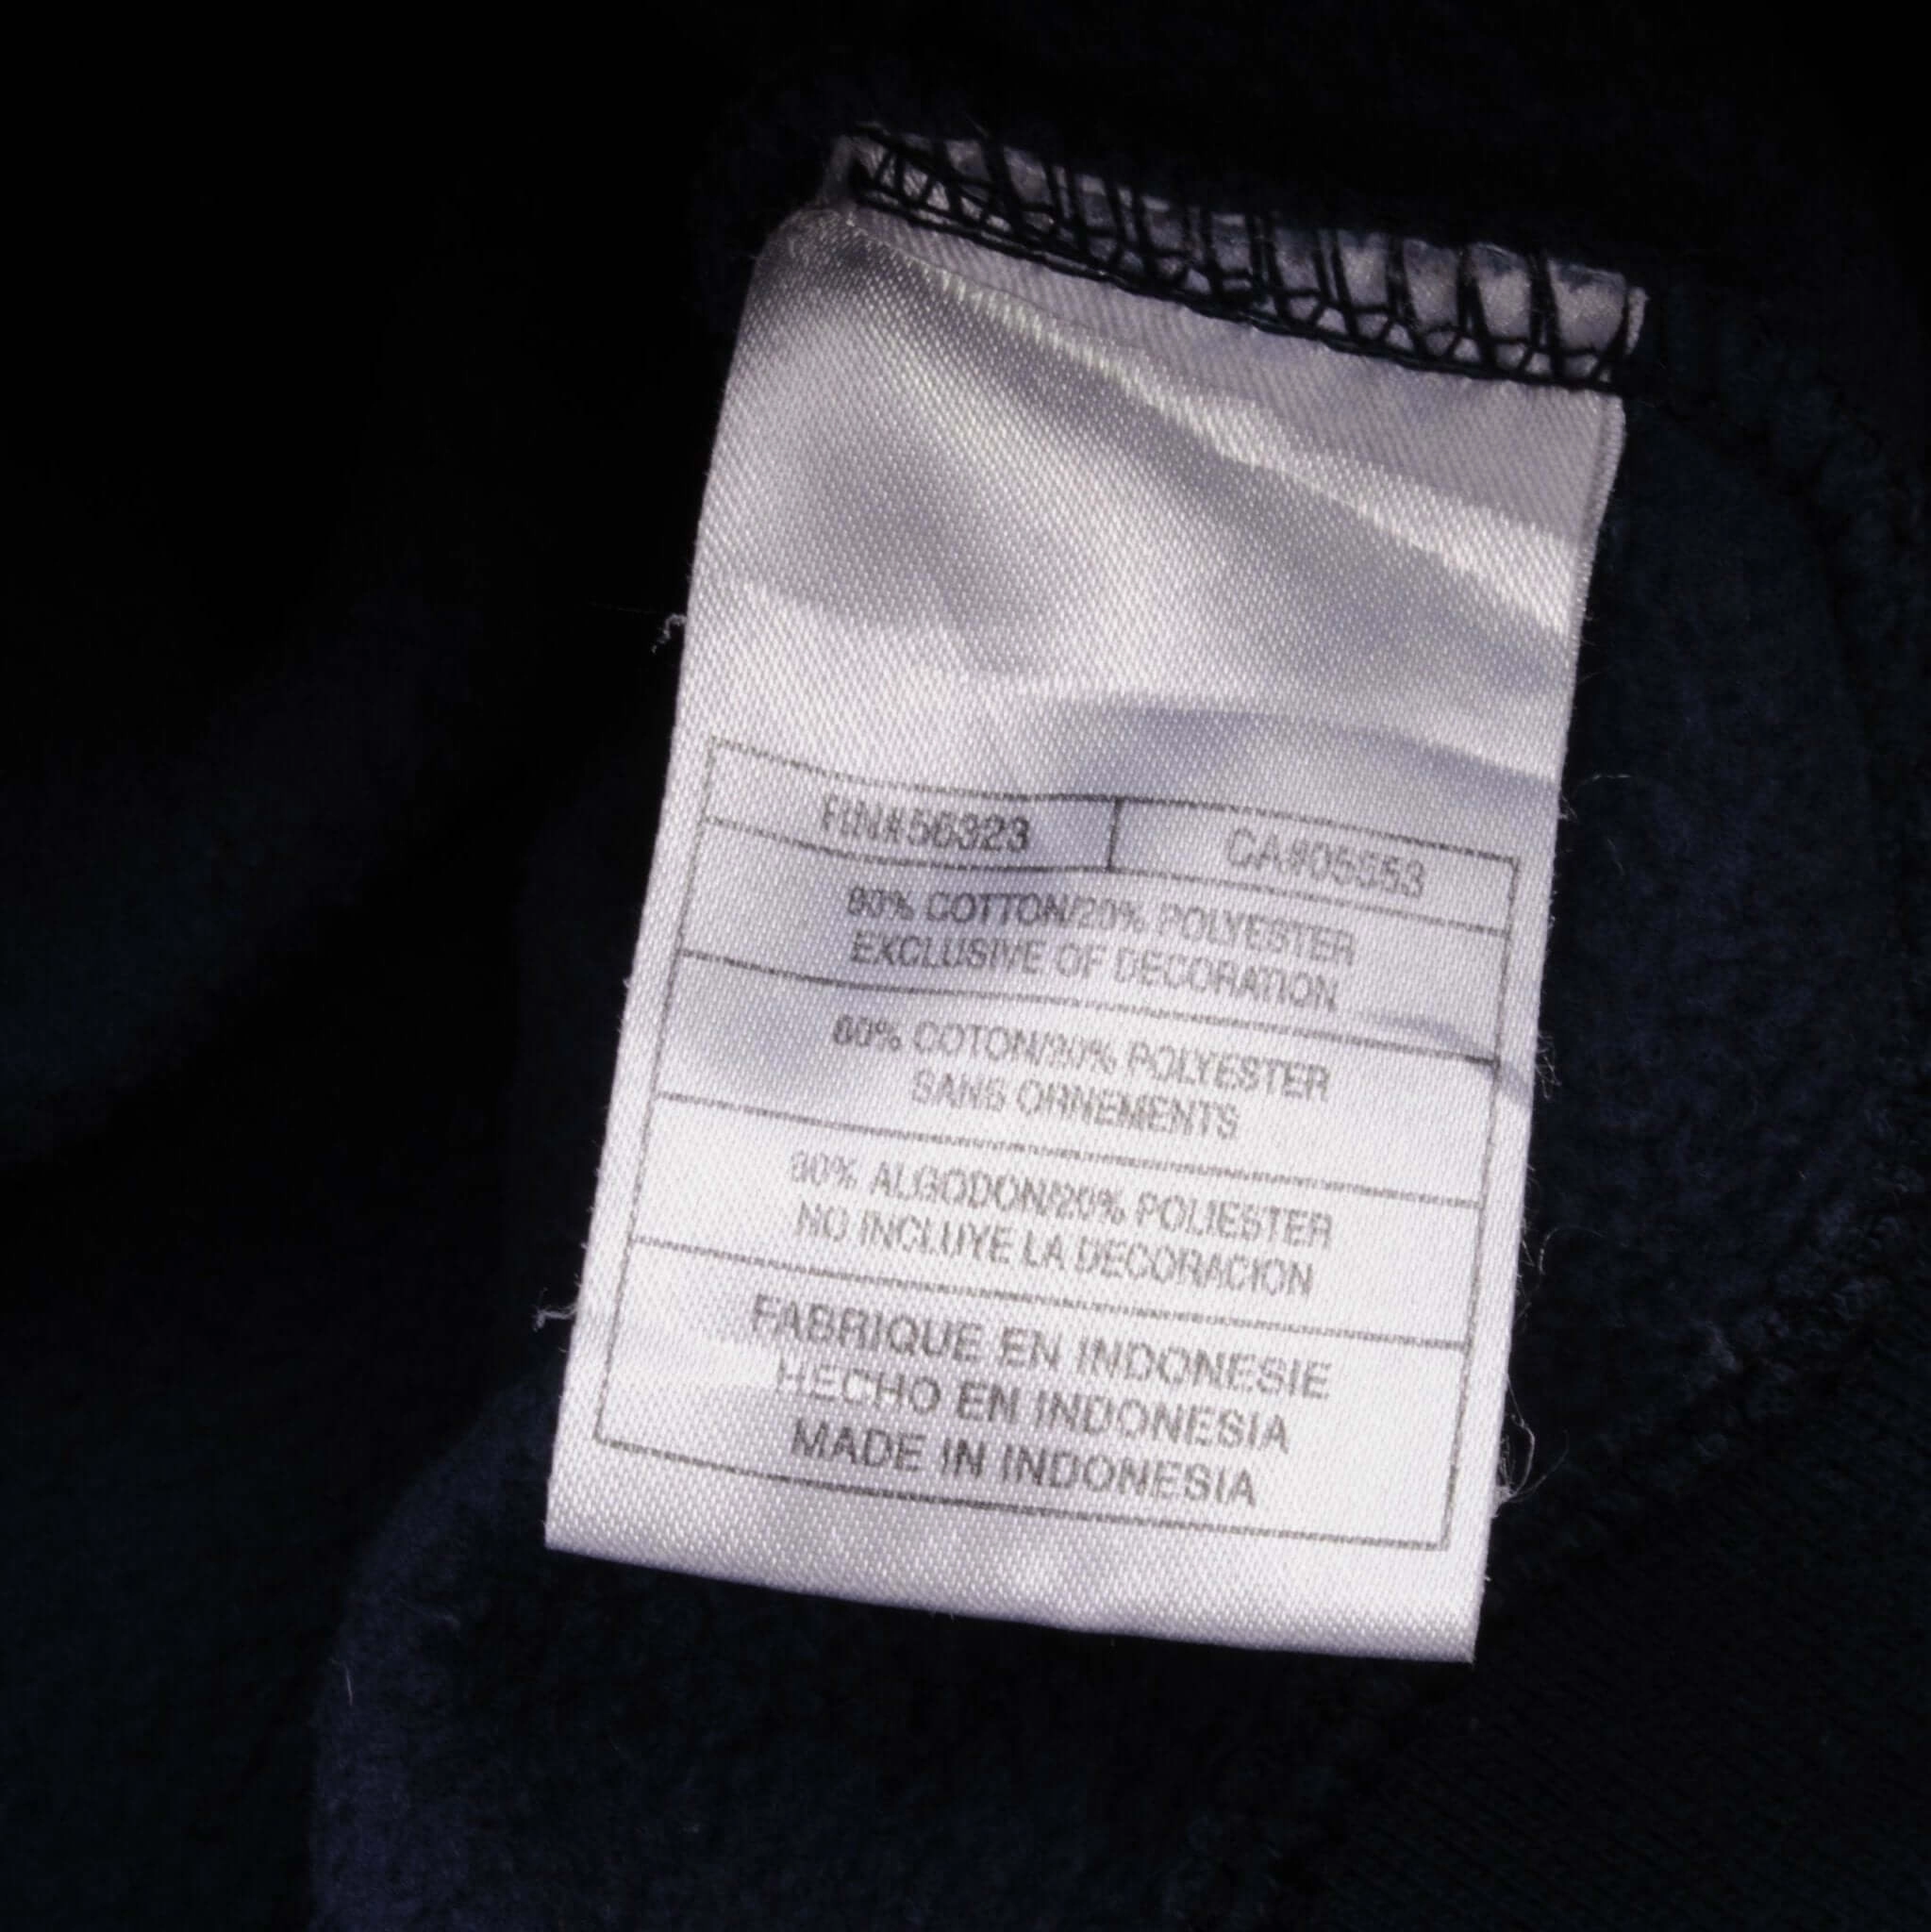 RN#56323 CA#05553
80% COTTON/20% POLYESTER
EXCLUSIVE OF DECORATION
80% COTON/20% POLYESTER
SANS ORNEMENTS
80% ALGODON/20% POLIESTER
NO INCLUYE LA DECORACION
FABRIQUE EN INDONESIE
HECHO EN INDONESIA
MADE IN INDONESIA